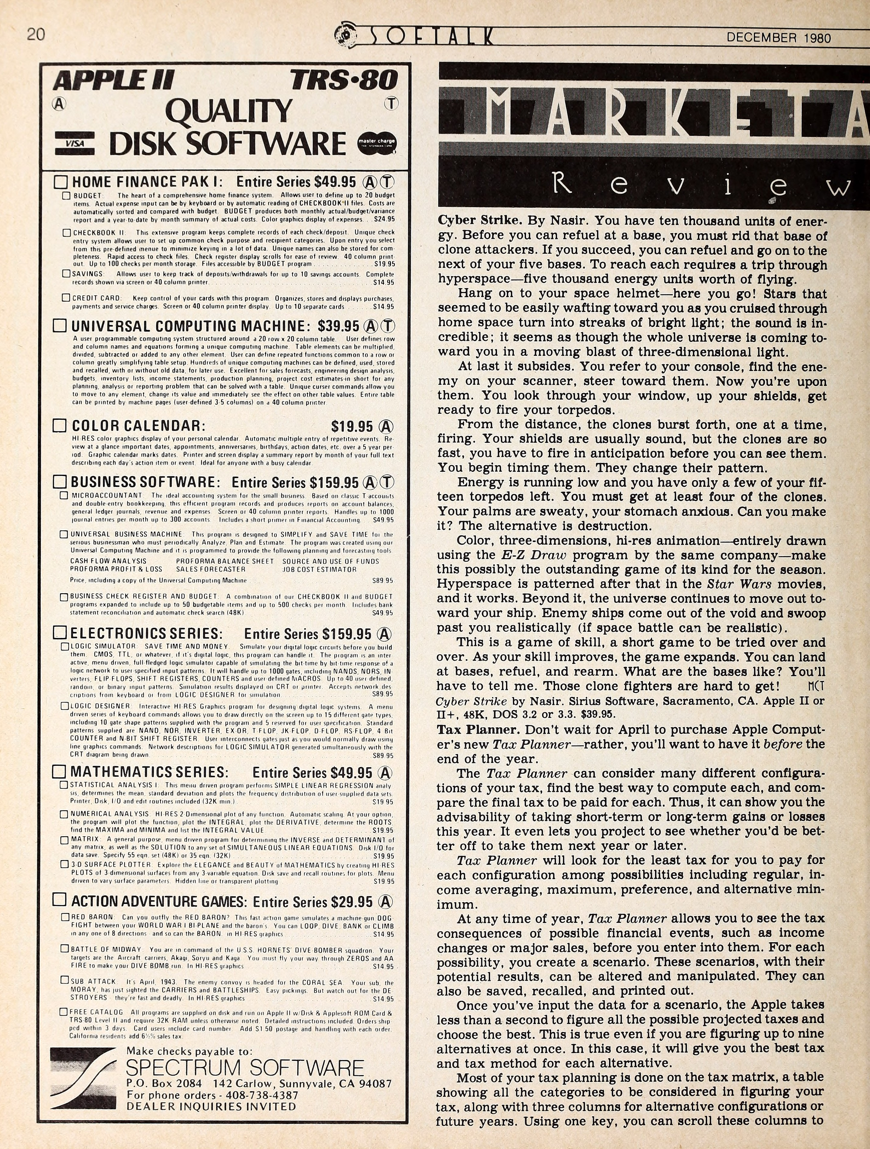 20
SOFTALK
DECEMBER 1980
APPLE II TRS•80
A T
QUALITY
VISA DISK SOFTWARE master charge
HOME FINANCE PAK I: Entire Series $49.95 A T
BUDGET The heart of a comprehensive home finance system. Allows user to define up to 20 budget
items. Actual expense input can be by keyboard or by automatic reading of CHECKBOOK II files. Costs are
automatically sorted and compared with budget. BUDGET produces both monthly actual/budget/variance
report and a year to date by month summary of actual costs. Color graphics display of expenses . . $24.95
CHECKBOOK II This extensive program keeps complete records of each check/deposit. Unique check
entry system allows user to set up common check purpose and recipient categories. Upon entry you select
from this pre-defined menue to minimize keying in a lot of data. Unique names can also be stored for com
pleteness. Rapid access to check files. Check register display scrolls for ease of review. 40 column print
out. Up to 100 checks per month storage. Files accessible by BUDGET program $19.95
SAVINGS Allows user to keep track of deposits/withdrawals for up to 10 savings accounts. Complete
records shown via screen or 40 column printer. $14.95
CREDIT CARD: Keep control of your cards with this program. Organizes, stores and displays purchases,
payments and service charges. Screen or 40 column printer display. Up to 10 separate cards $14.95
UNIVERSAL COMPUTING MACHINE: $39.95 A T
A user programmable computing system structured around a 20 row x 20 column table. User defines row
and column names and equations forming a unique computing machine. Table elements can be multiplied,
divided, subtracted or added to any other element. User can define repeated functions common to a row or
column greatly simplifying table setup. Hundreds of unique computing machines can be defined, used, stored
and recalled, with or without old data, for later use. Excellent for sales forecasts, engineering design analysis,
budgets, inventory lists, income statements, production planning, project cost estimates in short for any
planning, analysis or reporting problem that can be solved with a table. Unique cursor commands allow you
to move to any element, change its value and immediately see the effect on other table values. Entire table
can be printed by machine pages (user defined 3-5 columns) on a 40 column printer.
COLOR CALENDAR: $19.95 A
HI-RES color graphics display of your personal calendar. Automatic multiple entry of repetitive events. Re-
view at a glance important dates, appointments, anniversaries, birthdays, action dates, etc. over a 5 year per-
iod. Graphic calendar marks dates. Printer and screen display a summary report by month of your full text
describing each day's action item or event. Ideal for anyone with a busy calendar
BUSINESS SOFTWARE: Entire Series $159.95 A T
MICROACCOUNTANT The ideal accounting system for the small business. Based on classic T accounts
and double-entry bookkeeping, this efficient program records and produces reports on account balances,
general ledger journals, revenue and expenses. Screen or 40 column printer reports. Handles up to 1000
journal entries per month up to 300 accounts. Includes a short primer in Financial Accounting. $49.95
UNIVERSAL BUSINESS MACHINE This program is designed to SIMPLIFY and SAVE TIME for the
serious businessman who must periodically Analyze, Plan and Estimate. The program was created using our
Universal Computing Machine and it is programmed to provide the following planning and forecasting tools
CASH FLOW ANALYSIS PROFORMA BALANCE SHEET SOURCE AND USE OF FUNDS
PROFORMA PROFIT & LOSS SALES FORECASTER JOB COST ESTIMATOR
Price, including a copy of the Universal Computing Machine $89.95
BUSINESS CHECK REGISTER AND BUDGET A combination of our CHECKBOOK II and BUDGET
programs expanded to include up to 50 budgetable items and up to 500 checks per month. Includes bank
statement reconciliation and automatic check search (48K) $49.95
ELECTRONICS SERIES: Entire Series $159.95 A
LOGIC SIMULATOR SAVE TIME AND MONEY Simulate your digital logic circuits before you build
them. CMOS, TTL, or whatever, if it's digital logic, this program can handle it. The program is an inter
active, menu driven, full-fledged logic simulator capable of simulating the bit-time by bit-time response of a
logic network to user-specified input patterns. It will handle up to 1000 gates, including NANDS, NORS, IN-
verters, FLIP FLOPS, SHIFT REGISTERS, COUNTERS and user defined MACROS. Up to 40 user-defined,
random, or binary input patterns. Simulation results displayed on CRT or printer. Accepts network des
criptions from keyboard or from LOGIC DESIGNER for simulation $89.95
LOGIC DESIGNER Interactive HI-RES Graphics program for designing digital logic systems. A menu
driven series of keyboard commands allows you to draw directly on the screen up to 15 different gate types,
including 10 gate shape patterns supplied with the program and 5 reserved for user specification. Standard
patterns supplied are NAND, NOR, INVERTER, EX-OR, T FLOP, JK FLOP, D FLOP, RS FLOP, 4 Bit
COUNTER and N-BIT SHIFT REGISTER. User interconnects gates just as you would normally draw using
line graphics commands. Network descriptions for LOGIC SIMULATOR generated simultaneously with the
CRT diagram being drawn $89.95
MATHEMATICS SERIES: Entire Series $49.95 A
STATISTICAL ANALYSIS I This menu driven program performs SIMPLE LINEAR REGRESSION analy
sis, determines the mean, standard deviation and plots the frequency distribution of user supplied data sets.
Printer, Disk, I/O and edit routines included (32K min.) $19.95
NUMERICAL ANALYSIS HI-RES 2-Dimensional plot of any function. Automatic scaling. At your option,
the program will plot the function, plot the INTEGRAL, plot the DERIVATIVE, determine the ROOTS,
find the MAXIMA and MINIMA and list the INTEGRAL VALUE $19.95
MATRIX A general purpose, menu driven program for determining the INVERSE and DETERMINANT of
any matrix, as well as the SOLUTION to any set of SIMULTANEOUS LINEAR EQUATIONS. Disk I/O for
data save. Specify 55 eqn. set (48K) or 35 eqn. (32K) $19.95
3-D SURFACE PLOTTER Explore the ELEGANCE and BEAUTY of MATHEMATICS by creating HI-RES
PLOTS of 3-dimensional surfaces from any 3-variable equation. Disk save and recall routines for plots. Menu
driven to vary surface parameters. Hidden line or transparent plotting $19.95
ACTION ADVENTURE GAMES: Entire Series $29.95 A
RED BARON Can you outfly the RED BARON? This fast action game simulates a machine-gun DOG
FIGHT between your WORLD WAR I BI-PLANE and the baron's. You can LOOP, DIVE, BANK or CLIMB
in any one of 8 directions and so can the BARON. in HI-RES graphics $14.95
BATTLE OF MIDWAY You are in command of the U.S.S. HORNETS' DIVE-BOMBER squadron. Your
targets are the Aircraft carriers, Akagi, Soryu and Kaga. You must fly your way through ZEROS and AA
FIRE to make your DIVE-BOMB run. In HI-RES graphics $14.95
SUB ATTACK It's April, 1943. The enemy convoy is headed for the CORAL SEA. Your sub, the
MORAY, has just sighted the CARRIERS and BATTLESHIPS. Easy pickings. But watch out for the DE
STROYERS they're fast and deadly. In HI-RES graphics $14.95
FREE CATALOG All programs are supplied on disk and run on Apple II w/Disk & Applesoft ROM Card &
TRS-80 Level II and require 32K RAM unless otherwise noted. Detailed instructions included. Orders ship
ped within 3 days. Card users include card number. Add $1.50 postage and handling with each order.
California residents add 6½% sales tax.
Make checks payable to:
SPECTRUM SOFTWARE
P.O. Box 2084 142 Carlow, Sunnyvale, CA 94087
For phone orders - 408-738-4387
DEALER INQUIRIES INVITED
MARKETA
Review
Cyber Strike. By Nasir. You have ten thousand units of ener-
gy. Before you can refuel at a base, you must rid that base of
clone attackers. If you succeed, you can refuel and go on to the
next of your five bases. To reach each requires a trip through
hyperspace—five thousand energy units worth of flying.
Hang on to your space helmet—here you go! Stars that
seemed to be easily wafting toward you as you cruised through
home space turn into streaks of bright light; the sound is in-
credible; it seems as though the whole universe is coming to-
ward you in a moving blast of three-dimensional light.
At last it subsides. You refer to your console, find the ene-
my on your scanner, steer toward them. Now you're upon
them. You look through your window, up your shields, get
ready to fire your torpedos.
From the distance, the clones burst forth, one at a time,
firing. Your shields are usually sound, but the clones are so
fast, you have to fire in anticipation before you can see them.
You begin timing them. They change their pattern.
Energy is running low and you have only a few of your fif-
teen torpedos left. You must get at least four of the clones.
Your palms are sweaty, your stomach anxious. Can you make
it? The alternative is destruction.
Color, three-dimensions, hi-res animation—entirely drawn
using the E-Z Draw program by the same company—make
this possibly the outstanding game of its kind for the season.
Hyperspace is patterned after that in the Star Wars movies,
and it works. Beyond it, the universe continues to move out to-
ward your ship. Enemy ships come out of the void and swoop
past you realistically (if space battle can be realistic).
This is a game of skill, a short game to be tried over and
over. As your skill improves, the game expands. You can land
at bases, refuel, and rearm. What are the bases like? You'll
have to tell me. Those clone fighters are hard to get! MCT
Cyber Strike by Nasir. Sirius Software, Sacramento, CA. Apple II or
II+, 48K, DOS 3.2 or 3.3. $39.95.
Tax Planner. Don't wait for April to purchase Apple Comput-
er's new Tax Planner—rather, you'll want to have it before the
end of the year.
The Tax Planner can consider many different configura-
tions of your tax, find the best way to compute each, and com-
pare the final tax to be paid for each. Thus, it can show you the
advisability of taking short-term or long-term gains or losses
this year. It even lets you project to see whether you'd be bet-
ter off to take them next year or later.
Tax Planner will look for the least tax for you to pay for
each configuration among possibilities including regular, in-
come averaging, maximum, preference, and alternative min-
imum.
At any time of year, Tax Planner allows you to see the tax
consequences of possible financial events, such as income
changes or major sales, before you enter into them. For each
possibility, you create a scenario. These scenarios, with their
potential results, can be altered and manipulated. They can
also be saved, recalled, and printed out.
Once you've input the data for a scenario, the Apple takes
less than a second to figure all the possible projected taxes and
choose the best. This is true even if you are figuring up to nine
alternatives at once. In this case, it will give you the best tax
and tax method for each alternative.
Most of your tax planning is done on the tax matrix, a table
showing all the categories to be considered in figuring your
tax, along with three columns for alternative configurations or
future years. Using one key, you can scroll these columns to